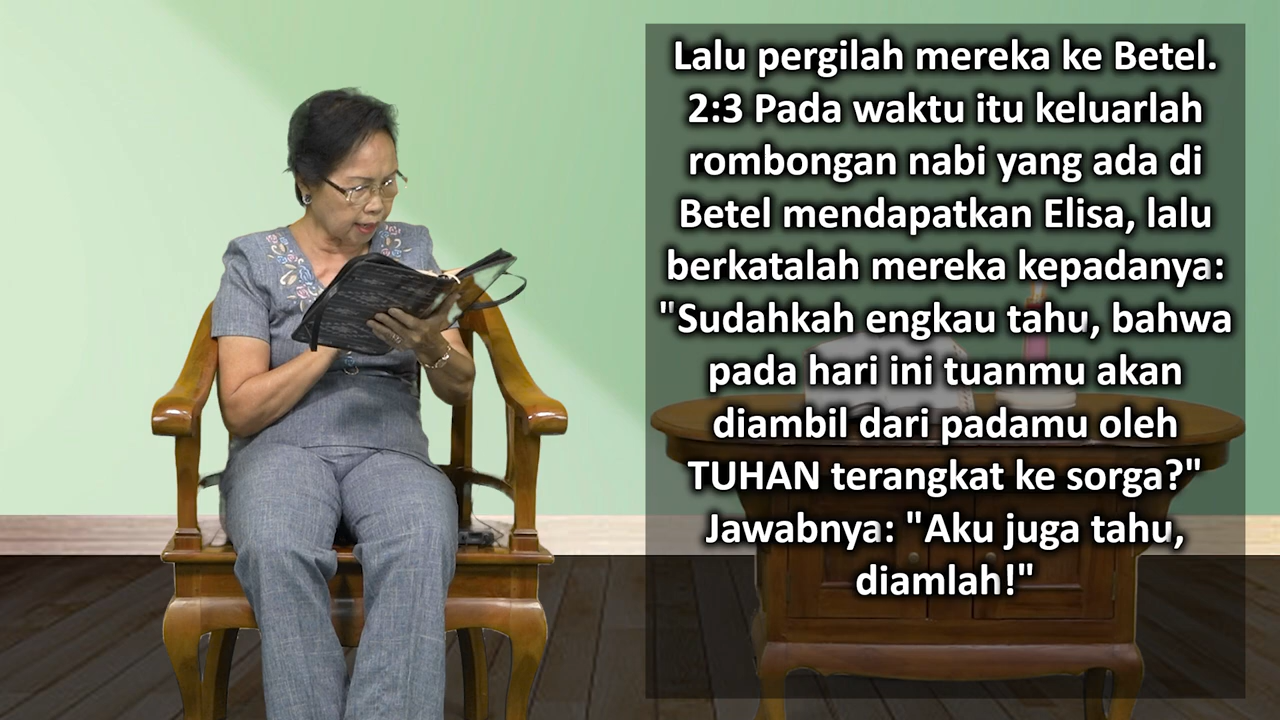 Lalu pergilah mereka ke Betel.
2:3 Pada waktu itu keluarlah
rombongan nabi yang ada di
Betel mendapatkan Elisa, lalu
berkatalah mereka kepadanya:
"Sudahkah engkau tahu, bahwa
pada hari ini tuanmu akan
diambil dari padamu oleh
TUHAN terangkat ke sorga?"
Jawabnya: "Aku juga tahu,
diamlah!"